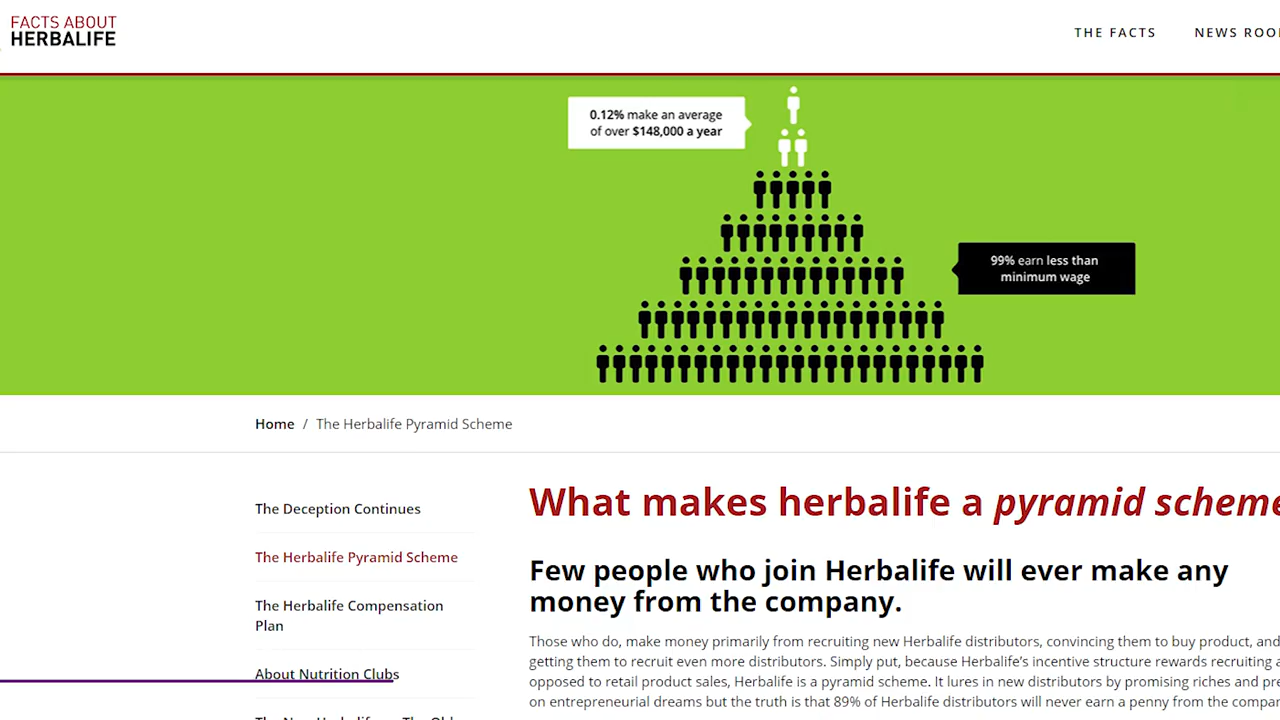 FACTS ABOUT
HERBALIFE
THE FACTS
NEWS
0.12% make an average
of over $148,000 a year
99% earn less than
minimum wage
Home / The Herbalife Pyramid Scheme
The Deception Continues
The Herbalife Pyramid Scheme
The Herbalife Compensation
Plan
About Nutrition Clubs
What makes herbalife a pyramid scheme
Few people who join Herbalife will ever make any
money from the company.
Those who do, make money primarily from recruiting new Herbalife distributors, convincing them to buy product, and
getting them to recruit even more distributors. Simply put, because Herbalife's incentive structure rewards recruiting
opposed to retail product sales, Herbalife is a pyramid scheme. It lures in new distributors by promising riches and
on entrepreneurial dreams but the truth is that 89% of Herbalife distributors will never earn a penny from the